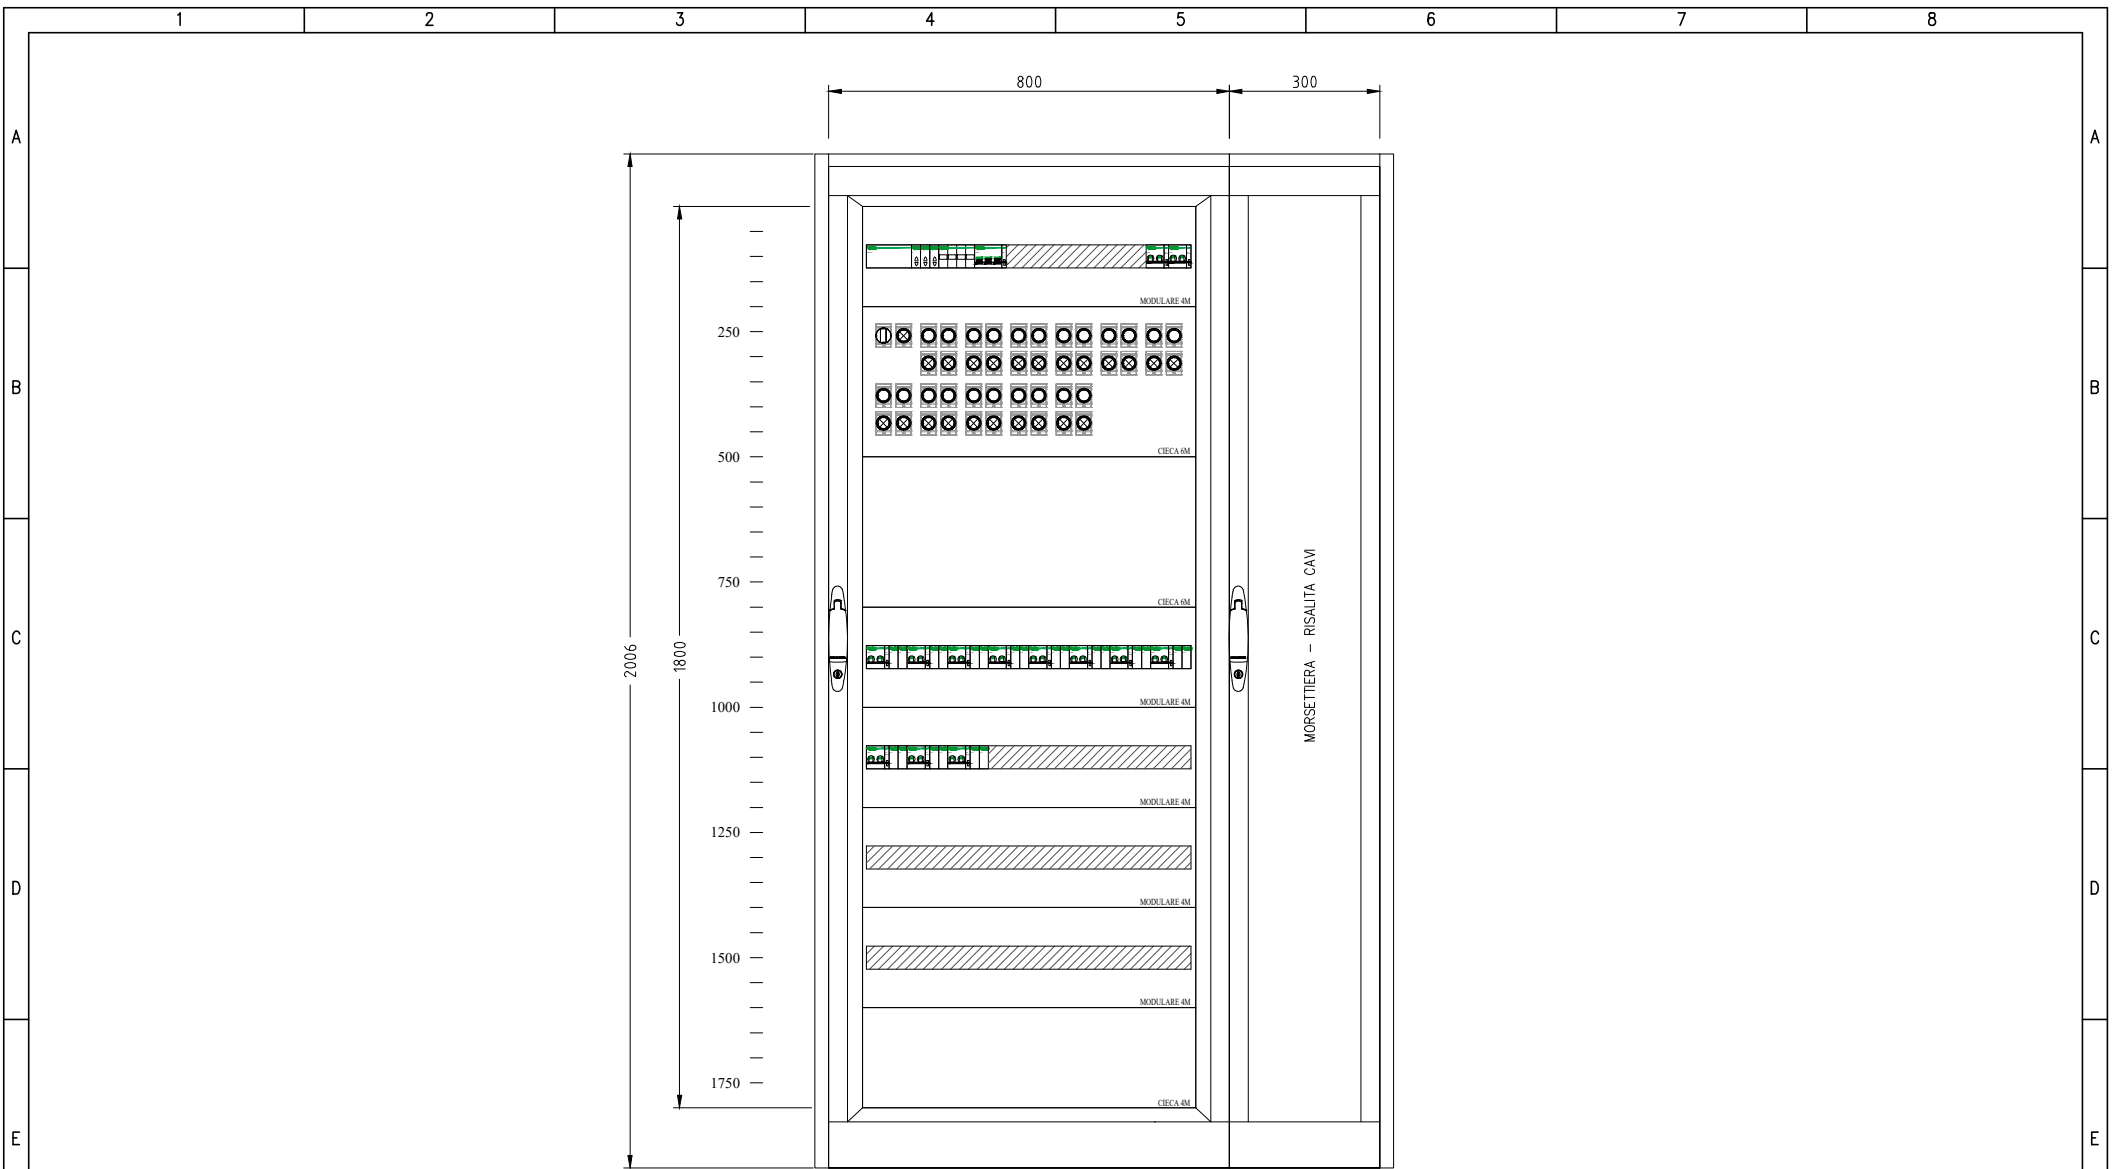 1 2 3 4 5 6 7 8
800 300
A A
MODULARE 4M
250
B B
CIECA 6M
500
750
CIECA 6M
C C
2006
1800
MORSETTIERA - RISALITA CAVI
1000
MODULARE 4M
MODULARE 4M
1250
D D
MODULARE 4M
1500
MODULARE 4M
1750
CIECA 4M
E E